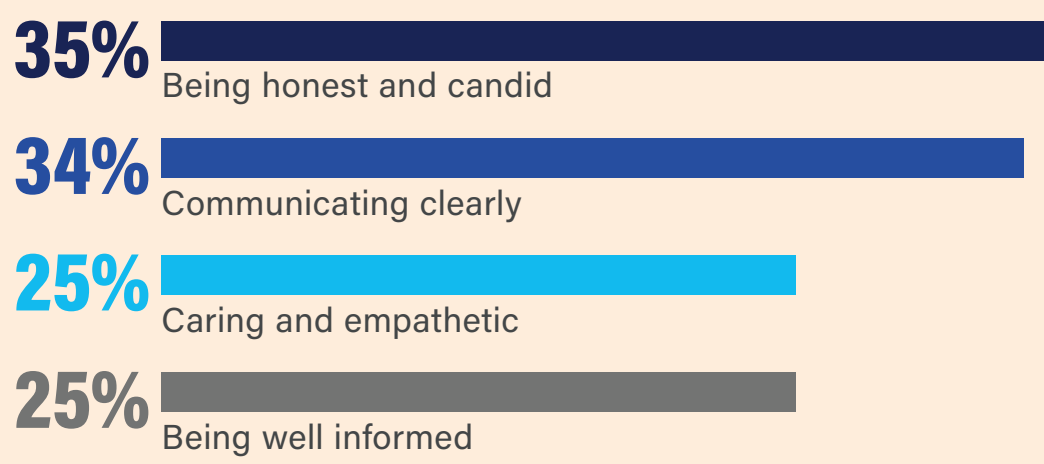 35%
Being honest and candid
34%
Communicating clearly
25%
Caring and empathetic
25%
Being well informed